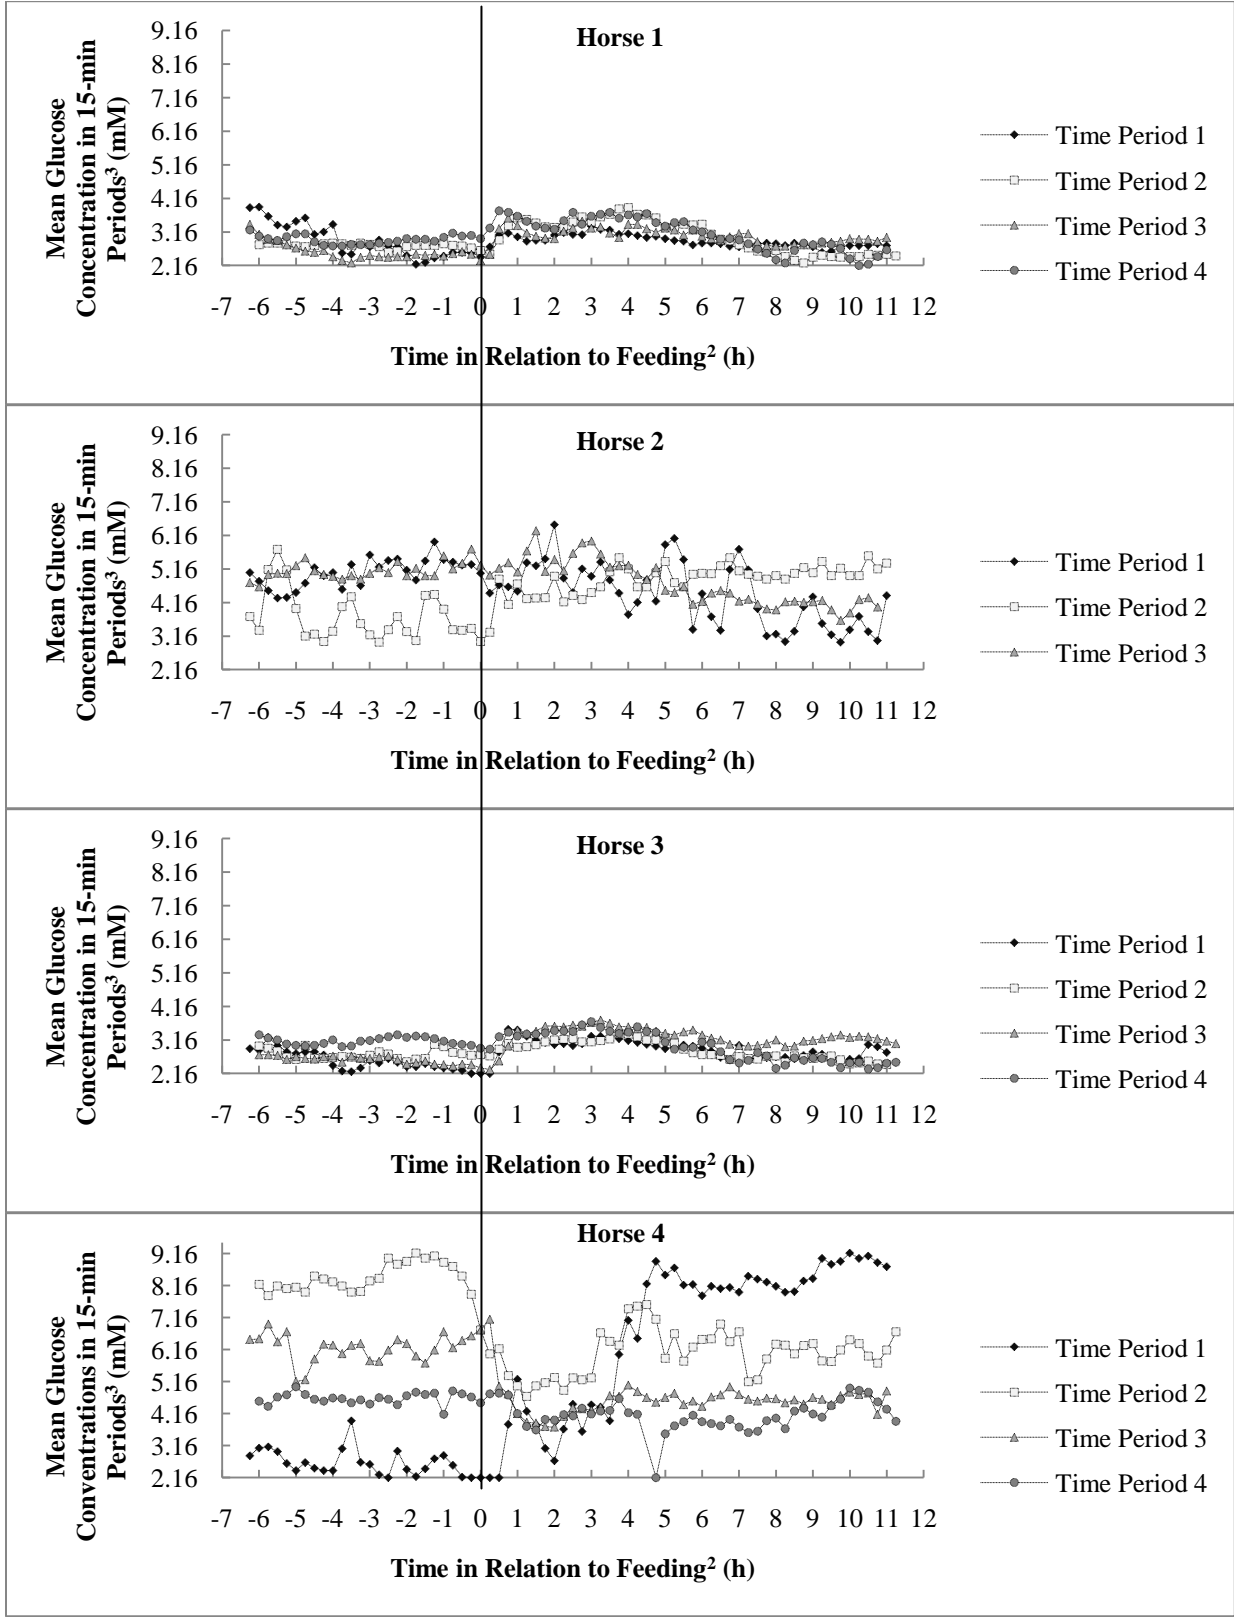 Horse 1
Mean Glucose
Concentration in 15-min
Periods³ (mM)
9.16
8.16
7.16
6.16
5.16
4.16
3.16
2.16
-7 -6 -5 -4 -3 -2 -1 0 1 2 3 4 5 6 7 8 9 10 11 12
Time in Relation to Feeding² (h)
Time Period 1
Time Period 2
Time Period 3
Time Period 4
Horse 2
Mean Glucose
Concentration in 15-min
Periods³ (mM)
9.16
8.16
7.16
6.16
5.16
4.16
3.16
2.16
-7 -6 -5 -4 -3 -2 -1 0 1 2 3 4 5 6 7 8 9 10 11 12
Time in Relation to Feeding² (h)
Time Period 1
Time Period 2
Time Period 3
Horse 3
Mean Glucose
Concentration in 15-min
Periods³ (mM)
9.16
8.16
7.16
6.16
5.16
4.16
3.16
2.16
-7 -6 -5 -4 -3 -2 -1 0 1 2 3 4 5 6 7 8 9 10 11 12
Time in Relation to Feeding² (h)
Time Period 1
Time Period 2
Time Period 3
Time Period 4
Horse 4
Mean Glucose
Conventrations in 15-min
Periods³ (mM)
9.16
8.16
7.16
6.16
5.16
4.16
3.16
2.16
-7 -6 -5 -4 -3 -2 -1 0 1 2 3 4 5 6 7 8 9 10 11 12
Time in Relation to Feeding² (h)
Time Period 1
Time Period 2
Time Period 3
Time Period 4